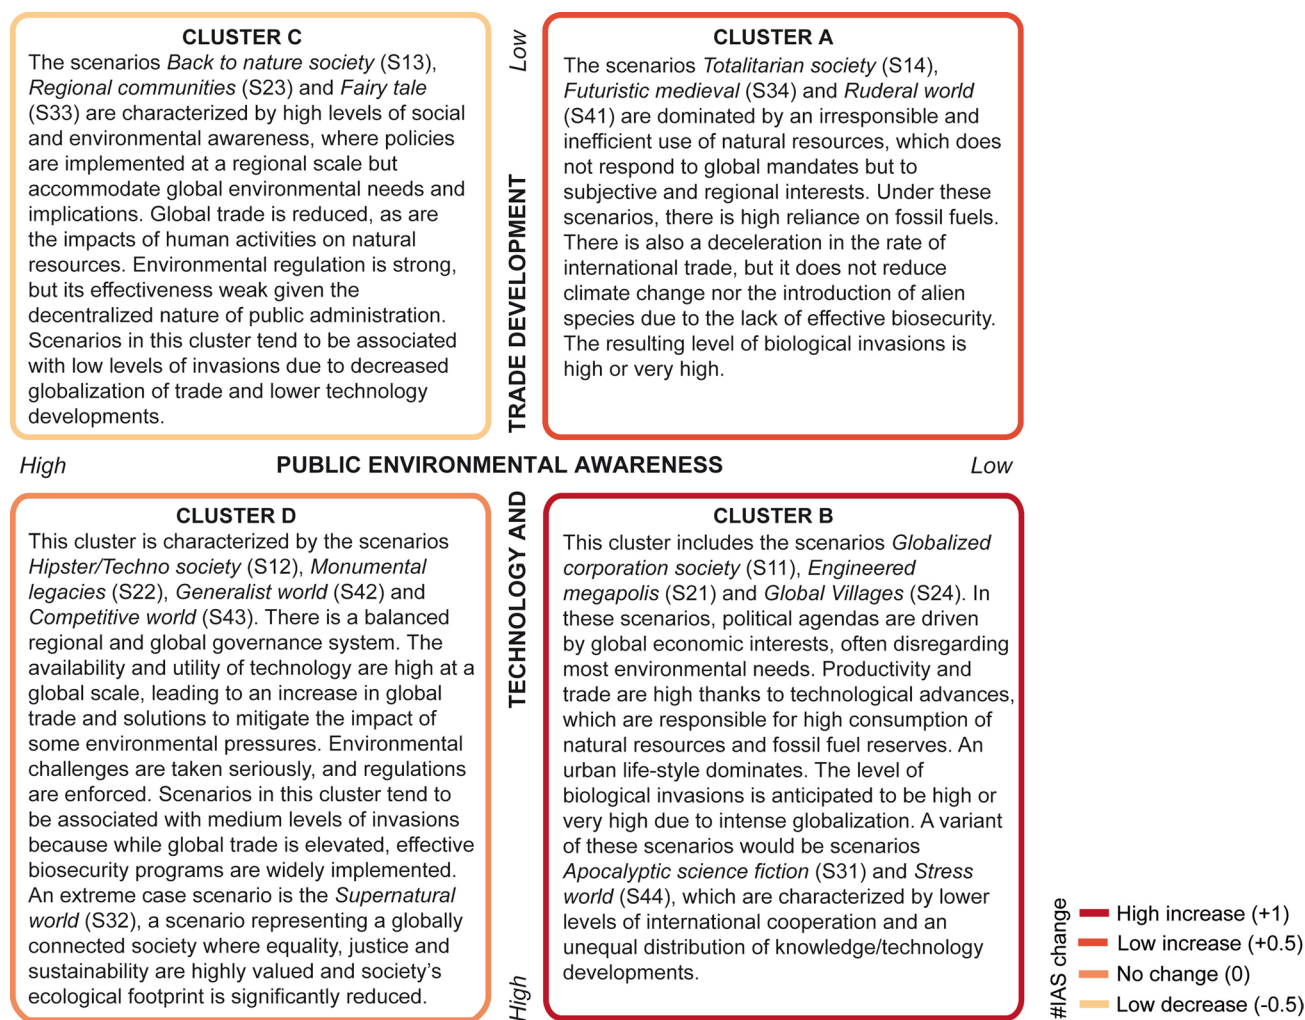 CLUSTER C
The scenarios Back to nature society (S13),
Regional communities (S23) and Fairy tale
(S33) are characterized by high levels of social
and environmental awareness, where policies
are implemented at a regional scale but
accommodate global environmental needs and
implications. Global trade is reduced, as are
the impacts of human activities on natural
resources. Environmental regulation is strong,
but its effectiveness weak given the
decentralized nature of public administration.
Scenarios in this cluster tend to be associated
with low levels of invasions due to decreased
globalization of trade and lower technology
developments.
Low
CLUSTER A
The scenarios Totalitarian society (S14),
Futuristic medieval (S34) and Ruderal world
(S41) are dominated by an irresponsible and
inefficient use of natural resources, which does
not respond to global mandates but to
subjective and regional interests. Under these
scenarios, there is high reliance on fossil fuels.
There is also a deceleration in the rate of
international trade, but it does not reduce
climate change nor the introduction of alien
species due to the lack of effective biosecurity.
The resulting level of biological invasions is
high or very high.
High
PUBLIC ENVIRONMENTAL AWARENESS
Low
TECHNOLOGY AND TRADE DEVELOPMENT
CLUSTER D
This cluster is characterized by the scenarios
Hipster/Techno society (S12), Monumental
legacies (S22), Generalist world (S42) and
Competitive world (S43). There is a balanced
regional and global governance system. The
availability and utility of technology are high at a
global scale, leading to an increase in global
trade and solutions to mitigate the impact of
some environmental pressures. Environmental
challenges are taken seriously, and regulations
are enforced. Scenarios in this cluster tend to
be associated with medium levels of invasions
because while global trade is elevated, effective
biosecurity programs are widely implemented.
An extreme case scenario is the Supernatural
world (S32), a scenario representing a globally
connected society where equality, justice and
sustainability are highly valued and society's
ecological footprint is significantly reduced.
High
CLUSTER B
This cluster includes the scenarios Globalized
corporation society (S11), Engineered
megapolis (S21) and Global Villages (S24). In
these scenarios, political agendas are driven
by global economic interests, often disregarding
most environmental needs. Productivity and
trade are high thanks to technological advances,
which are responsible for high consumption of
natural resources and fossil fuel reserves. An
urban life-style dominates. The level of
biological invasions is anticipated to be high or
very high due to intense globalization. A variant
of these scenarios would be scenarios
Apocalyptic science fiction (S31) and Stress
world (S44), which are characterized by lower
levels of international cooperation and an
unequal distribution of knowledge/technology
developments.
#IAS change
High increase (+1)
Low increase (+0.5)
No change (0)
Low decrease (-0.5)